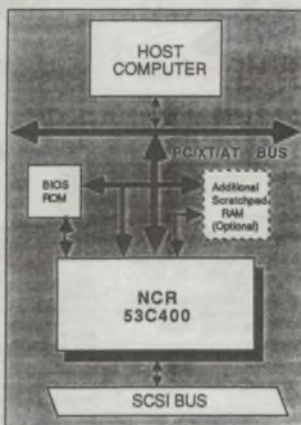 HOST
COMPUTER
PC/XT/AT BUS
BIOS
ROM
Additional
Scratchpad
RAM
(Optional)
NCR
53C400
SCSI BUS